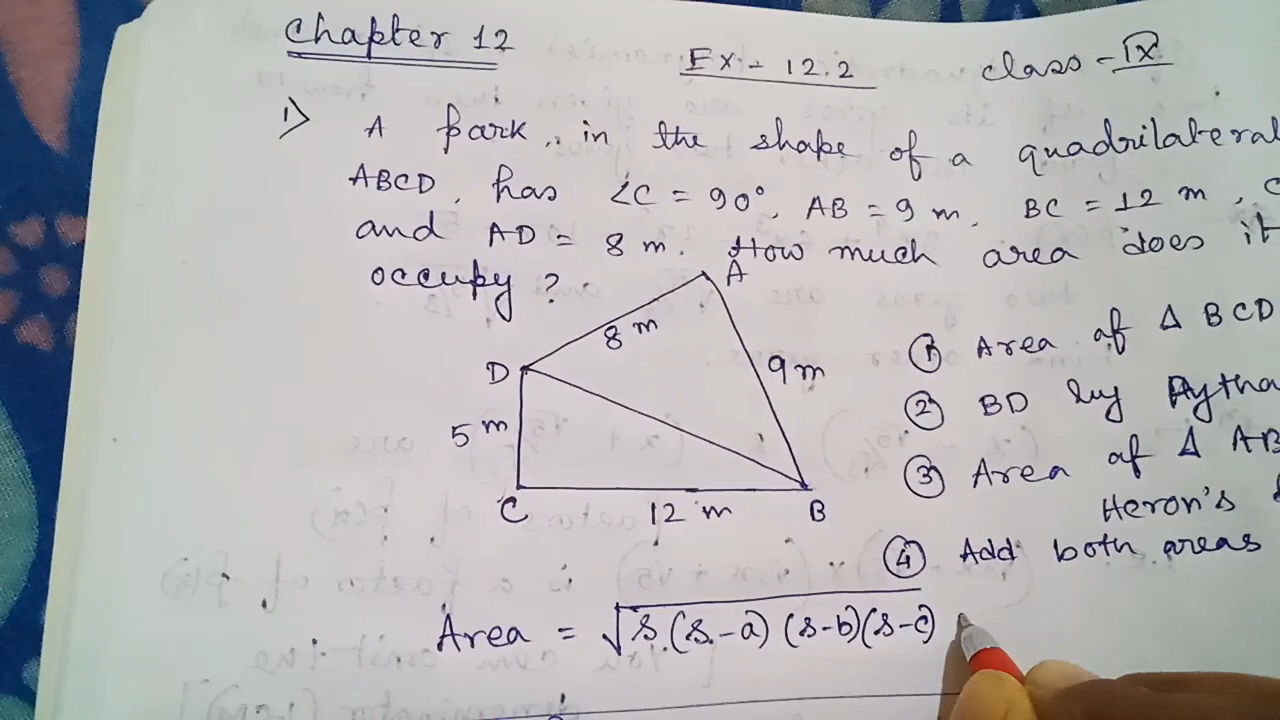 Chapter 12
EX - 12.2
class - IX
1) A park, in the shape of a quadrilateral
ABCD, has ∠C = 90°, AB = 9 m, BC = 12 m, C
and AD = 8 m. How much area does it
occupy?
A
8 m
9 m
D
5 m
C
12 m
B
① Area of Δ BCD
② BD by Pytha
③ Area of Δ AB
Heron's
④ Add both areas
Area = √s.(s-a) (s-b)(s-c)